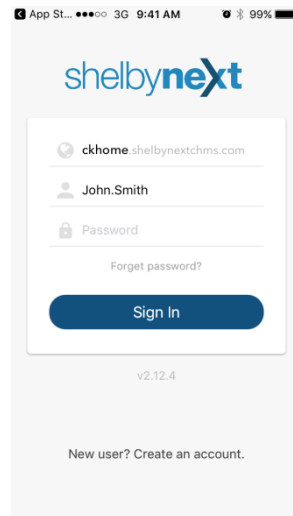 App St... 3G 9:41 AM 99%
shelbynext
ckhome.shelbynextchms.com
John.Smith
Password
Forget password?
Sign In
v2.12.4
New user? Create an account.